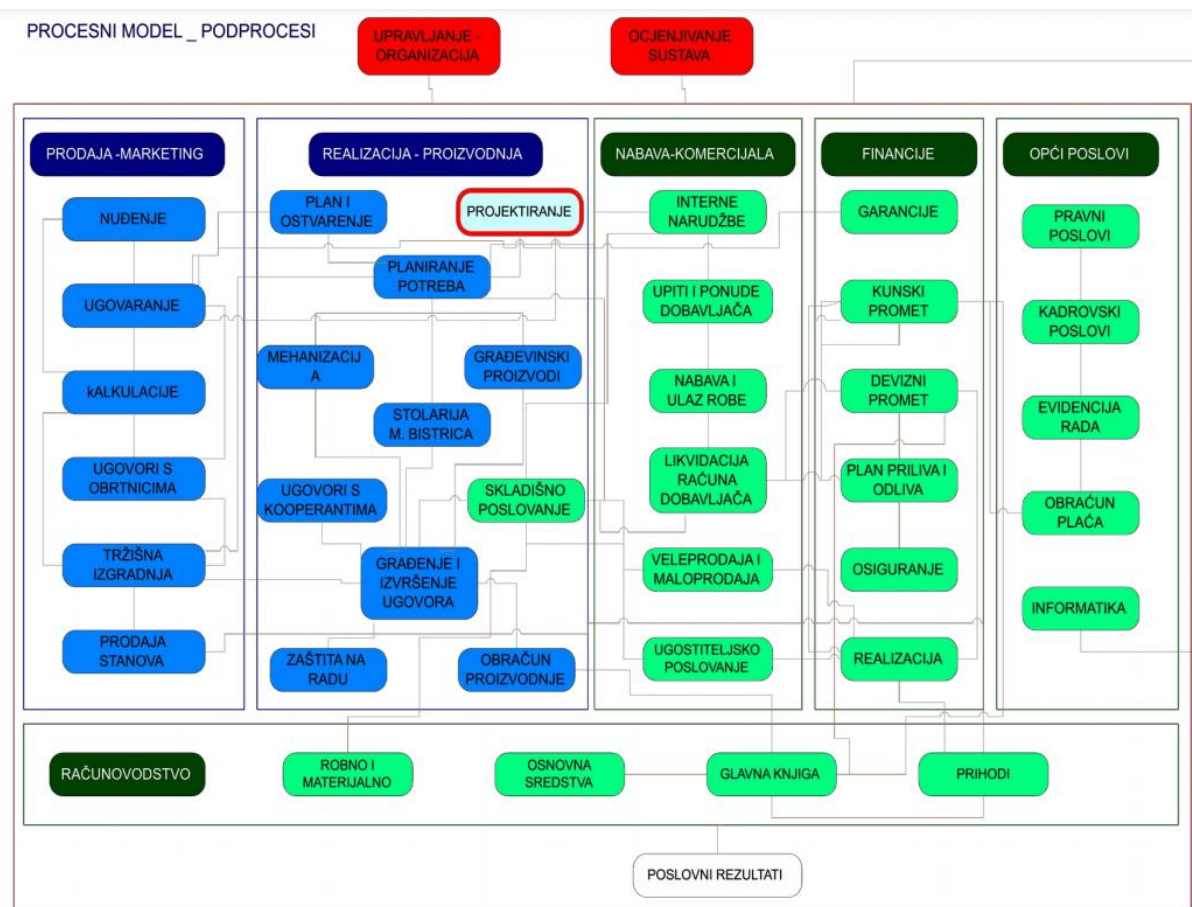 PROCESNI MODEL _ PODPROCESI
UPRAVLJANJE -
ORGANIZACIJA
OCJENJIVANJE
SUSTAVA
PRODAJA -MARKETING
NUĐENJE
UGOVARANJE
kALKULACIJE
UGOVORI S
OBRTNICIMA
TRŽIŠNA
IZGRADNJA
PRODAJA
STANOVA
REALIZACIJA - PROIZVODNJA
PLAN I
OSTVARENJE
PROJEKTIRANJE
PLANIRANJE
POTREBA
MEHANIZACIJ
A
GRAĐEVINSKI
PROIZVODI
STOLARIJA
M. BISTRICA
UGOVORI S
KOOPERANTIMA
SKLADIŠNO
POSLOVANJE
GRAĐENJE I
IZVRŠENJE
UGOVORA
ZAŠTITA NA
RADU
OBRAČUN
PROIZVODNJE
NABAVA-KOMERCIJALA
INTERNE
NARUDŽBE
UPITI I PONUDE
DOBAVLJAČA
NABAVA I
ULAZ ROBE
LIKVIDACIJA
RAĆUNA
DOBAVLJAČA
VELEPRODAJA I
MALOPRODAJA
UGOSTITELJSKO
POSLOVANJE
FINANCIJE
GARANCIJE
KUNSKI
PROMET
DEVIZNI
PROMET
PLAN PRILIVA I
ODLIVA
OSIGURANJE
REALIZACIJA
OPĆI POSLOVI
PRAVNI
POSLOVI
KADROVSKI
POSLOVI
EVIDENCIJA
RADA
OBRAČUN
PLAĆA
INFORMATIKA
RAČUNOVODSTVO
ROBNO I
MATERIJALNO
OSNOVNA
SREDSTVA
GLAVNA KNJIGA
PRIHODI
POSLOVNI REZULTATI